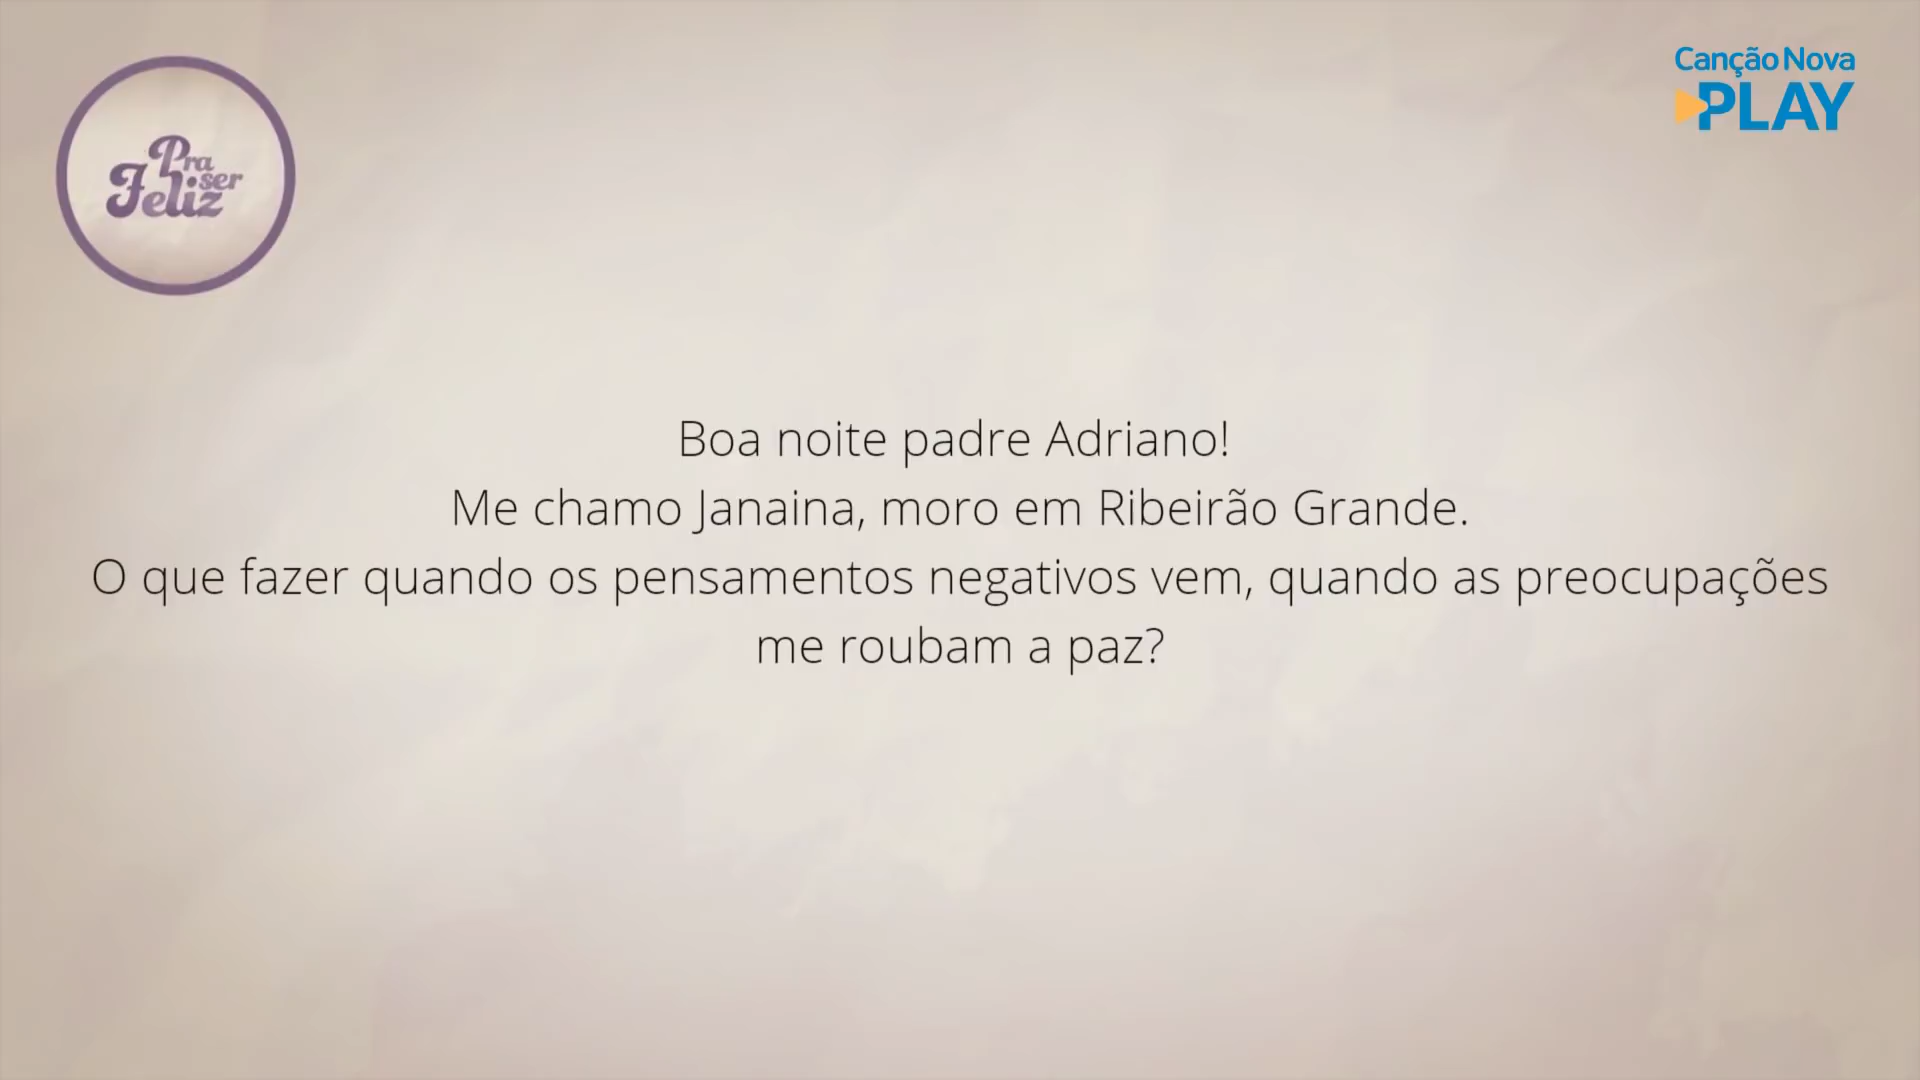 Pra
ser
Feliz
Canção Nova
PLAY
Boa noite padre Adriano!
Me chamo Janaina, moro em Ribeirão Grande.
O que fazer quando os pensamentos negativos vem, quando as preocupações
me roubam a paz?